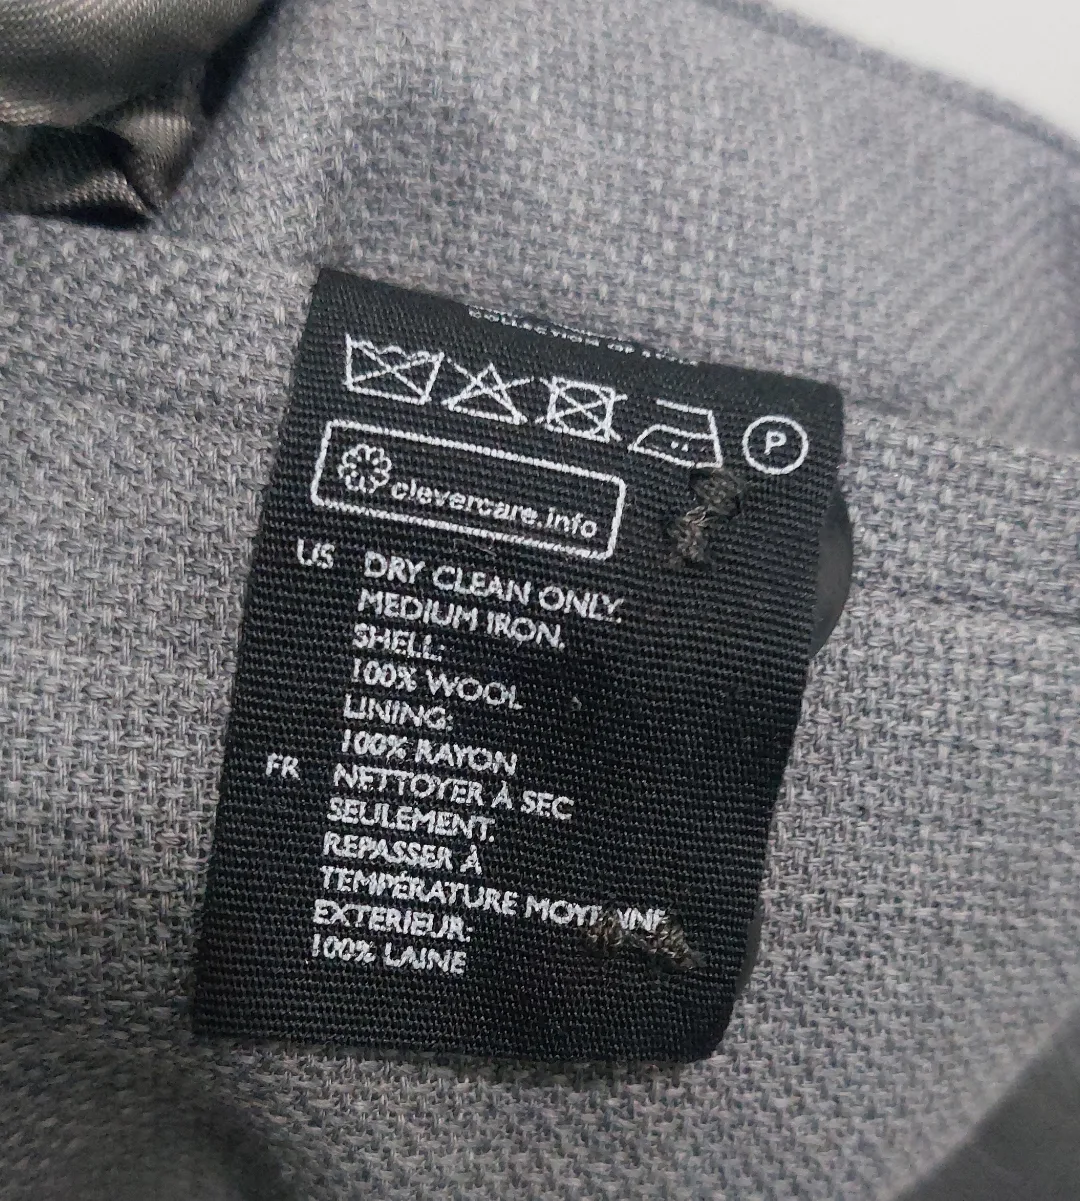 P
clevercare.info
US DRY CLEAN ONLY.
MEDIUM IRON.
SHELL:
100% WOOL
LINING:
100% RAYON
FR NETTOYER À SEC
SEULEMENT.
REPASSER À
TEMPÉRATURE MOYENNE
EXTERIEUR:
100% LAINE